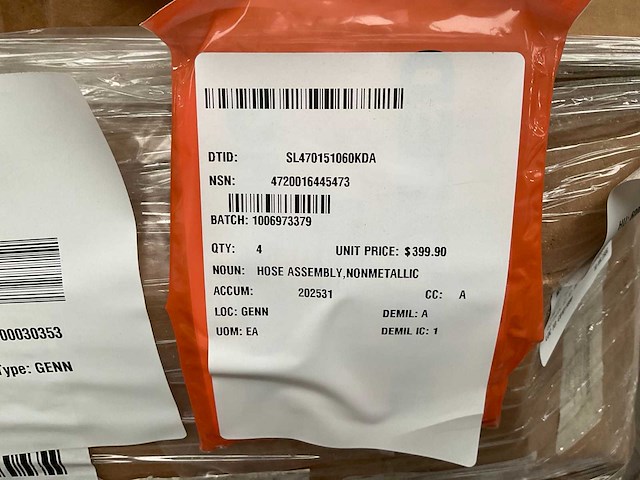 DTID: SL470151060KDA
NSN: 4720016445473
BATCH: 1006973379
QTY: 4 UNIT PRICE: $399.90
NOUN: HOSE ASSEMBLY,NONMETALLIC
ACCUM: 202531 CC: A
LOC: GENN DEMIL: A
UOM: EA DEMIL IC: 1
00030353
Type: GENN